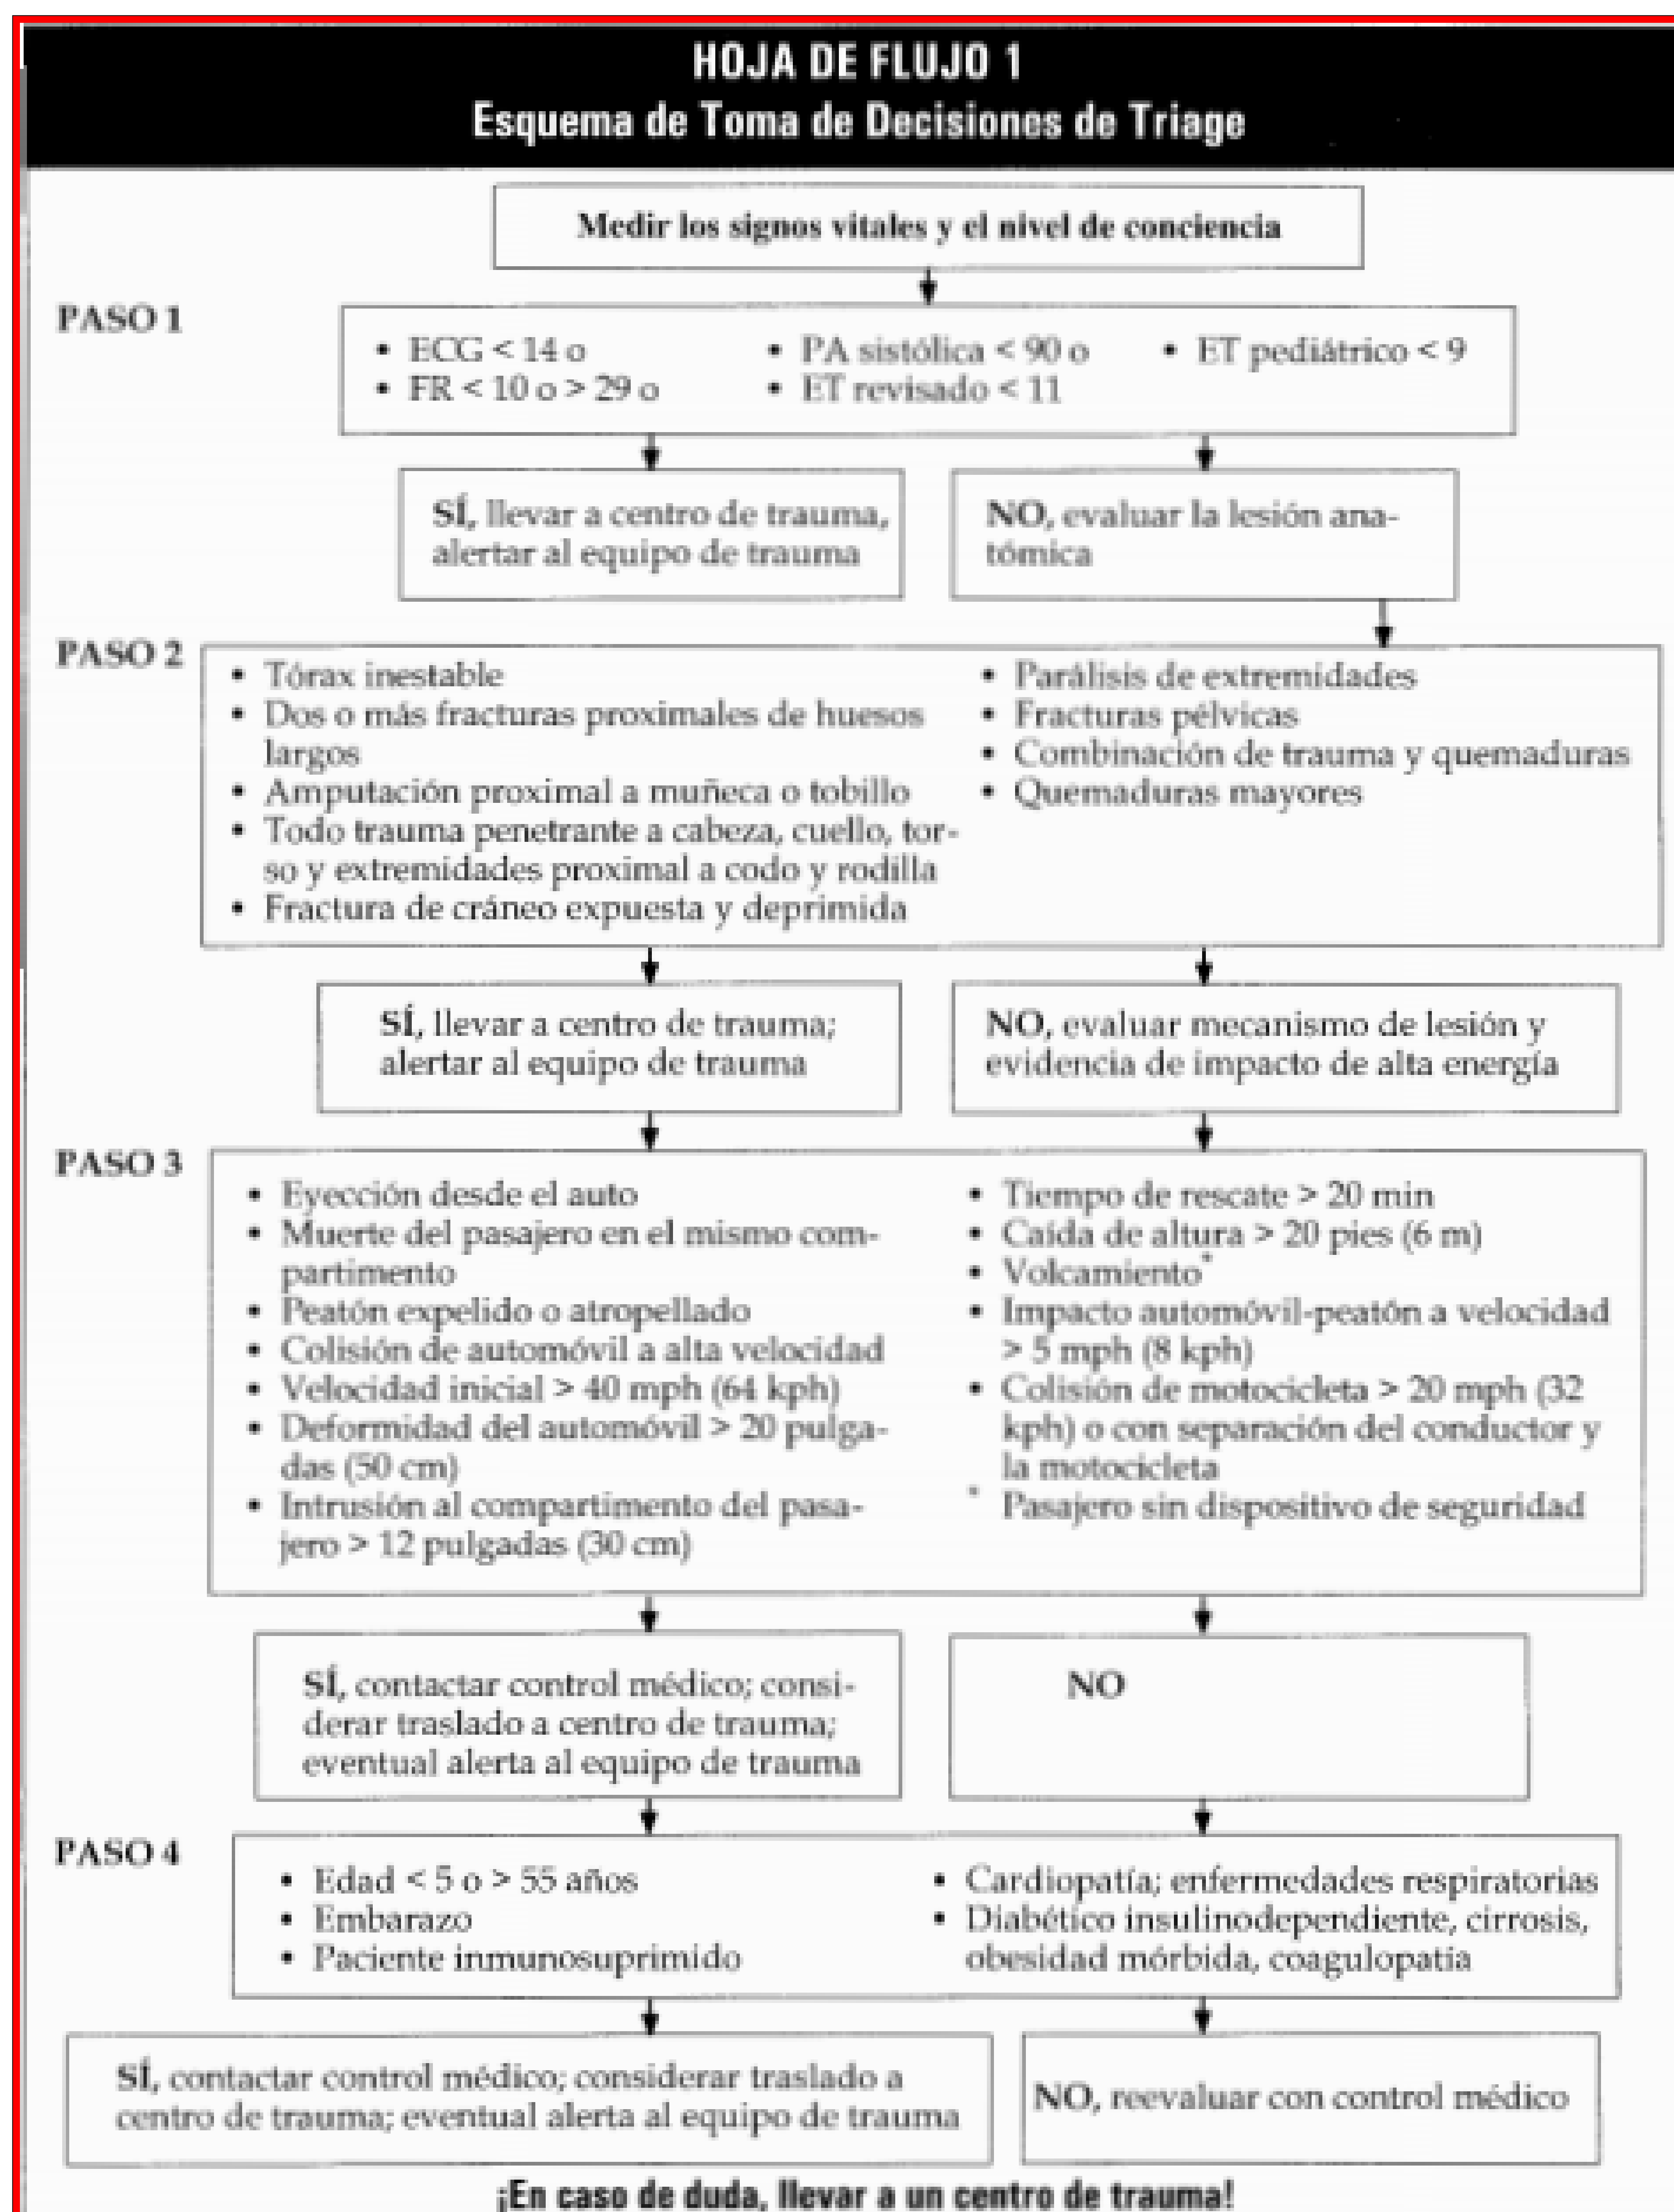 HOJA DE FLUJO 1
Esquema de Toma de Decisiones de Triage
Medir los signos vitales y el nivel de conciencia
PASO 1
• ECG < 14 o
• FR < 10 o > 29 o
• PA sistólica < 90 o
• ET revisado < 11
• ET pediátrico < 9
SÍ, llevar a centro de trauma,
alertar al equipo de trauma
NO, evaluar la lesión ana-
tómica
PASO 2
• Tórax inestable
• Dos o más fracturas proximales de huesos
largos
• Amputación proximal a muñeca o tobillo
• Todo trauma penetrante a cabeza, cuello, tor-
so y extremidades proximal a codo y rodilla
• Fractura de cráneo expuesta y deprimida
• Parálisis de extremidades
• Fracturas pélvicas
• Combinación de trauma y quemaduras
• Quemaduras mayores
SÍ, llevar a centro de trauma;
alertar al equipo de trauma
NO, evaluar mecanismo de lesión y
evidencia de impacto de alta energía
PASO 3
• Eyección desde el auto
• Muerte del pasajero en el mismo com-
partimento
• Peatón expelido o atropellado
• Colisión de automóvil a alta velocidad
• Velocidad inicial > 40 mph (64 kph)
• Deformidad del automóvil > 20 pulga-
das (50 cm)
• Intrusión al compartimento del pasa-
jero > 12 pulgadas (30 cm)
• Tiempo de rescate > 20 min
• Caída de altura > 20 pies (6 m)
• Volcamiento*
• Impacto automóvil-peatón a velocidad
> 5 mph (8 kph)
• Colisión de motocicleta > 20 mph (32
kph) o con separación del conductor y
la motocicleta
* Pasajero sin dispositivo de seguridad
SÍ, contactar control médico; consi-
derar traslado a centro de trauma;
eventual alerta al equipo de trauma
NO
PASO 4
• Edad < 5 o > 55 años
• Embarazo
• Paciente inmunosuprimido
• Cardiopatía; enfermedades respiratorias
• Diabético insulinodependiente, cirrosis,
obesidad mórbida, coagulopatía
SÍ, contactar control médico; considerar traslado a
centro de trauma; eventual alerta al equipo de trauma
NO, reevaluar con control médico
¡En caso de duda, llevar a un centro de trauma!